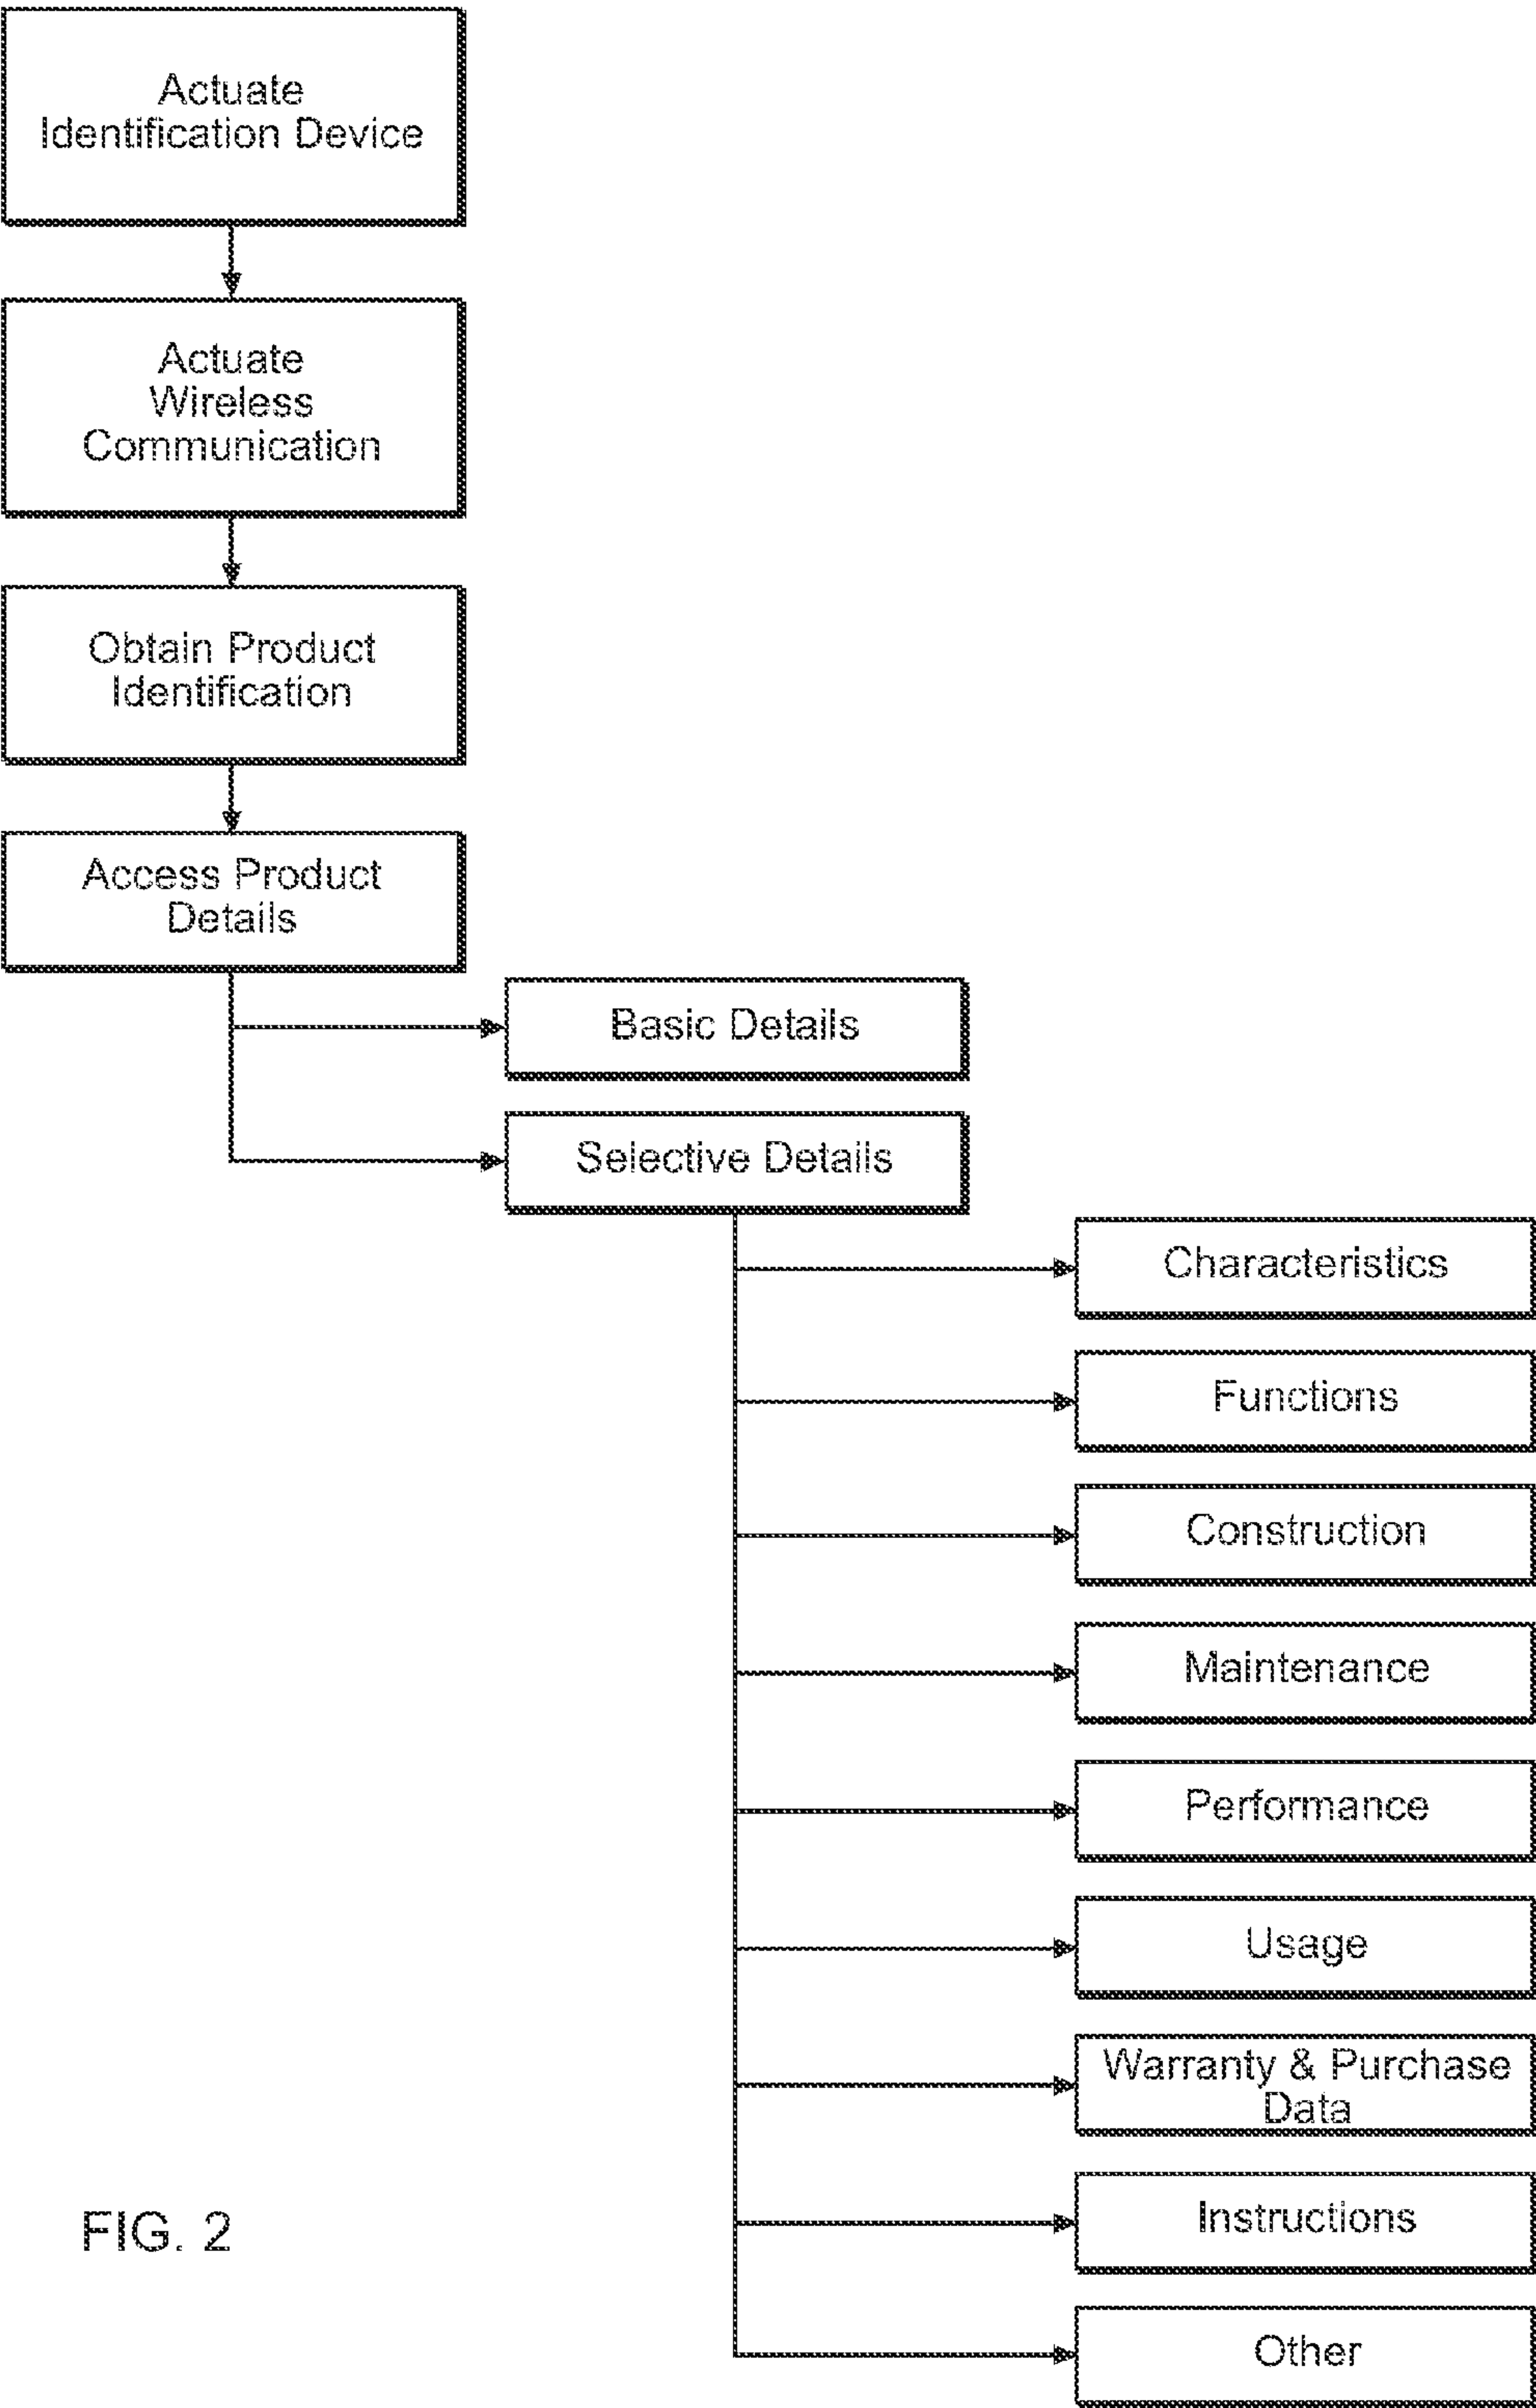 Actuate
Identification Device
Actuate
Wireless
Communication
Obtain Product
Identification
Access Product
Details
Basic Details
Selective Details
Characteristics
Functions
Construction
Maintenance
Performance
Usage
Warranty & Purchase
Data
Instructions
Other
FIG. 2